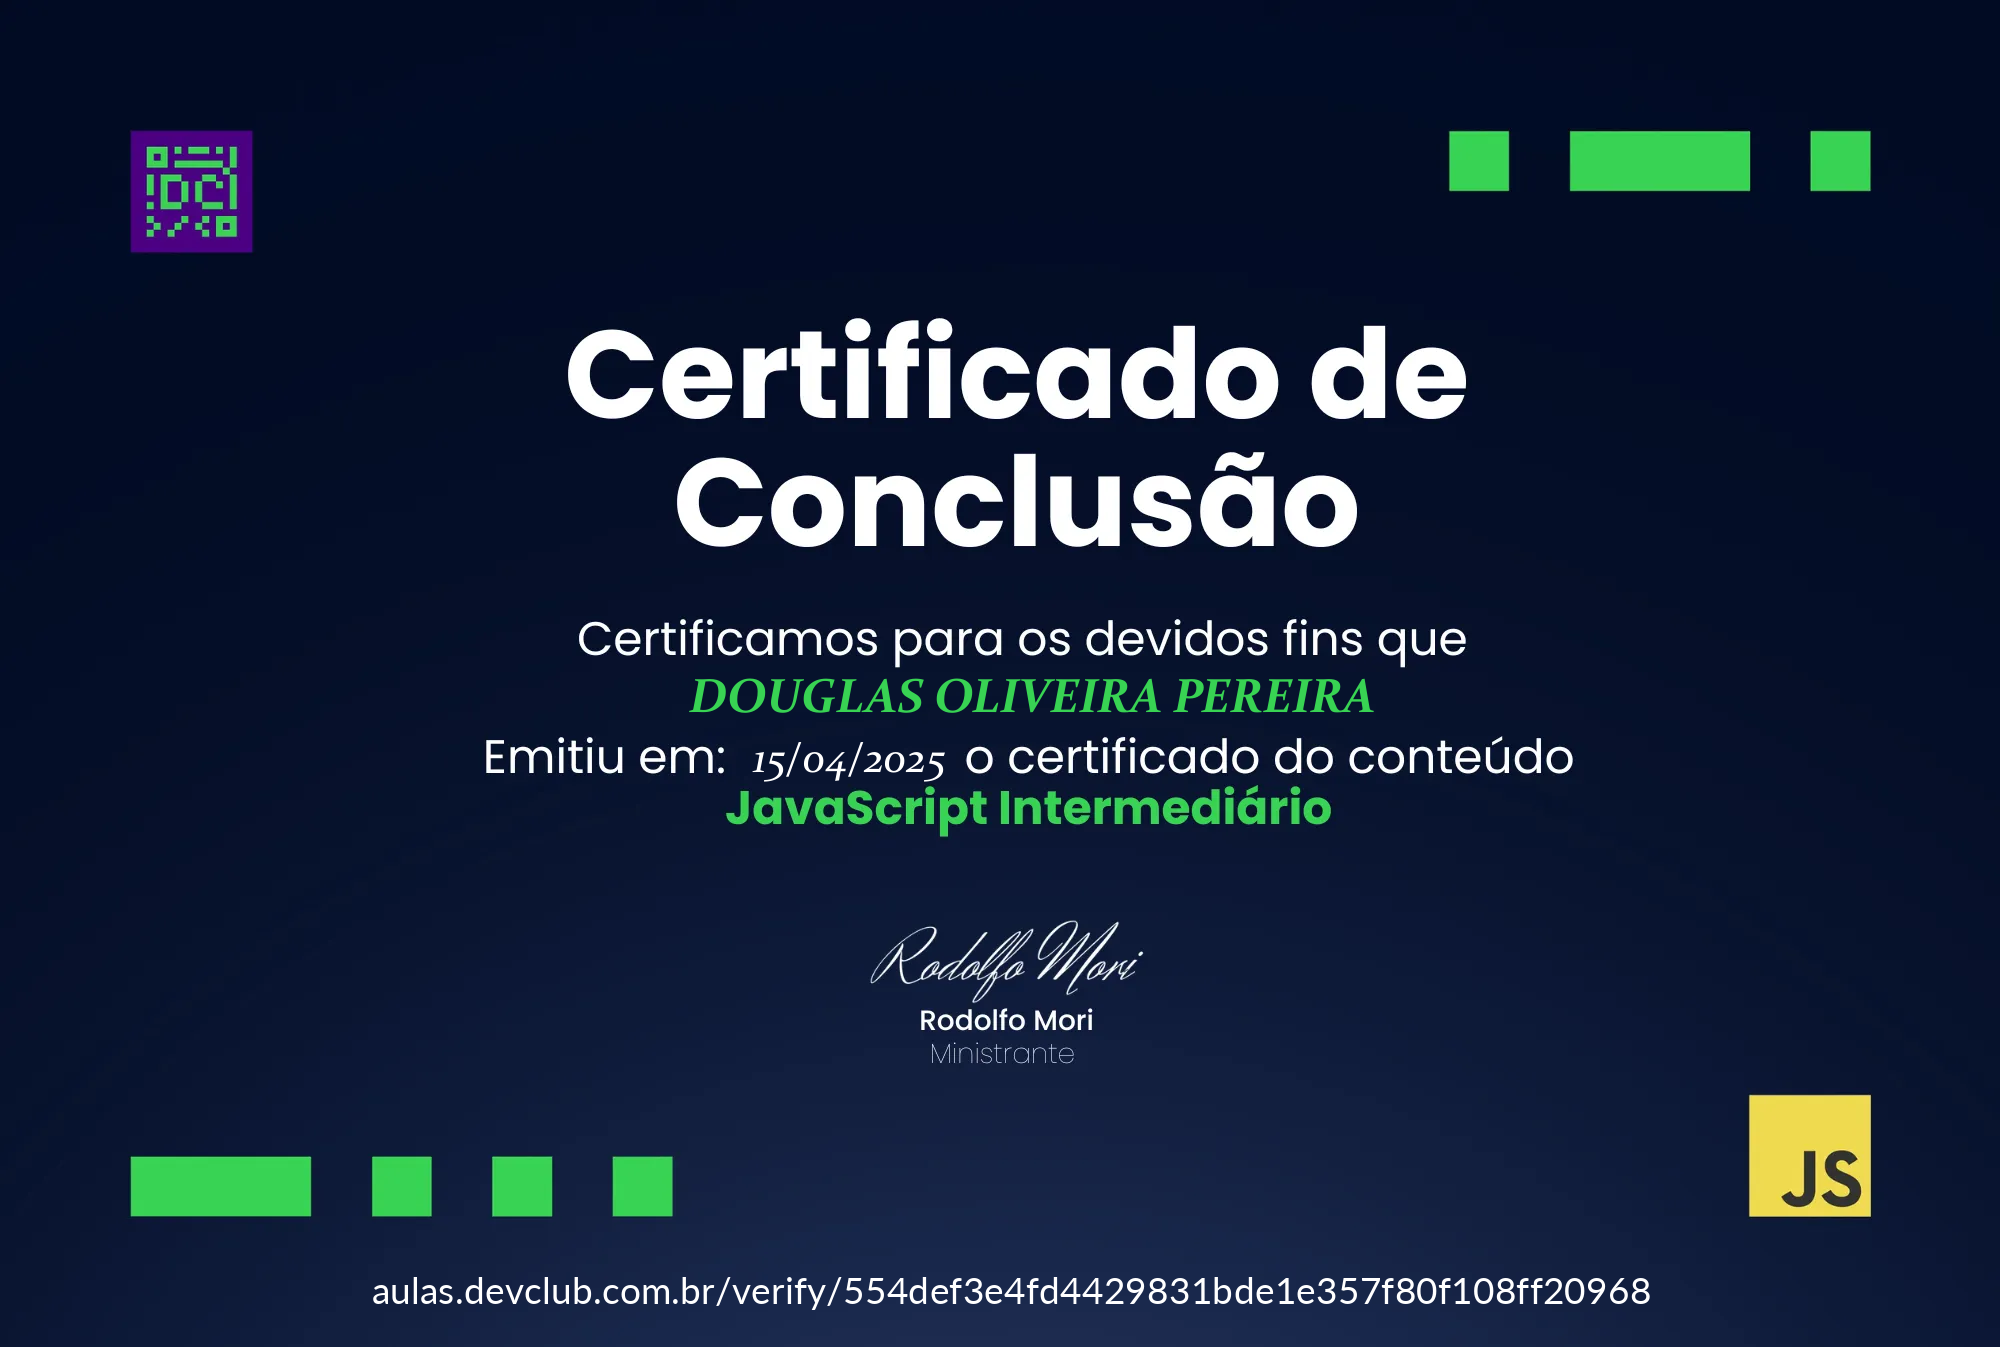 DC
Certificado de
Conclusão
Certificamos para os devidos fins que
DOUGLAS OLIVEIRA PEREIRA
Emitiu em: 15/04/2025 o certificado do conteúdo
JavaScript Intermediário
Rodolfo Mori
Rodolfo Mori
Ministrante
JS
aulas.devclub.com.br/verify/554def3e4fd4429831bde1e357f80f108ff20968